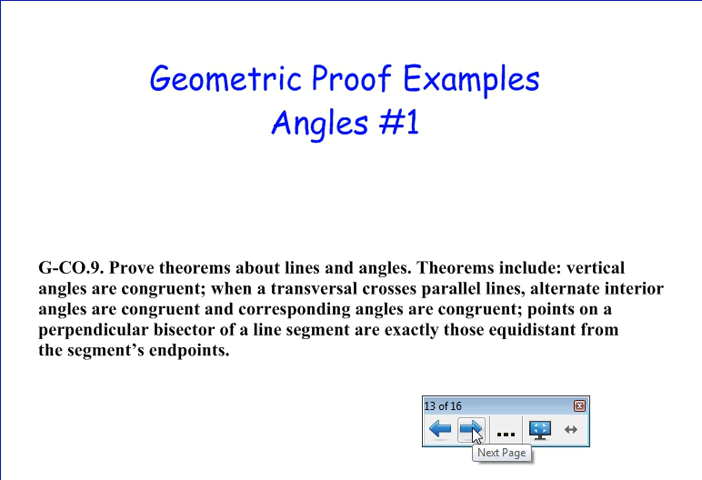 Geometric Proof Examples
Angles #1
G-CO.9. Prove theorems about lines and angles. Theorems include: vertical
angles are congruent; when a transversal crosses parallel lines, alternate interior
angles are congruent and corresponding angles are congruent; points on a
perpendicular bisector of a line segment are exactly those equidistant from
the segment’s endpoints.
13 of 16
...
Next Page